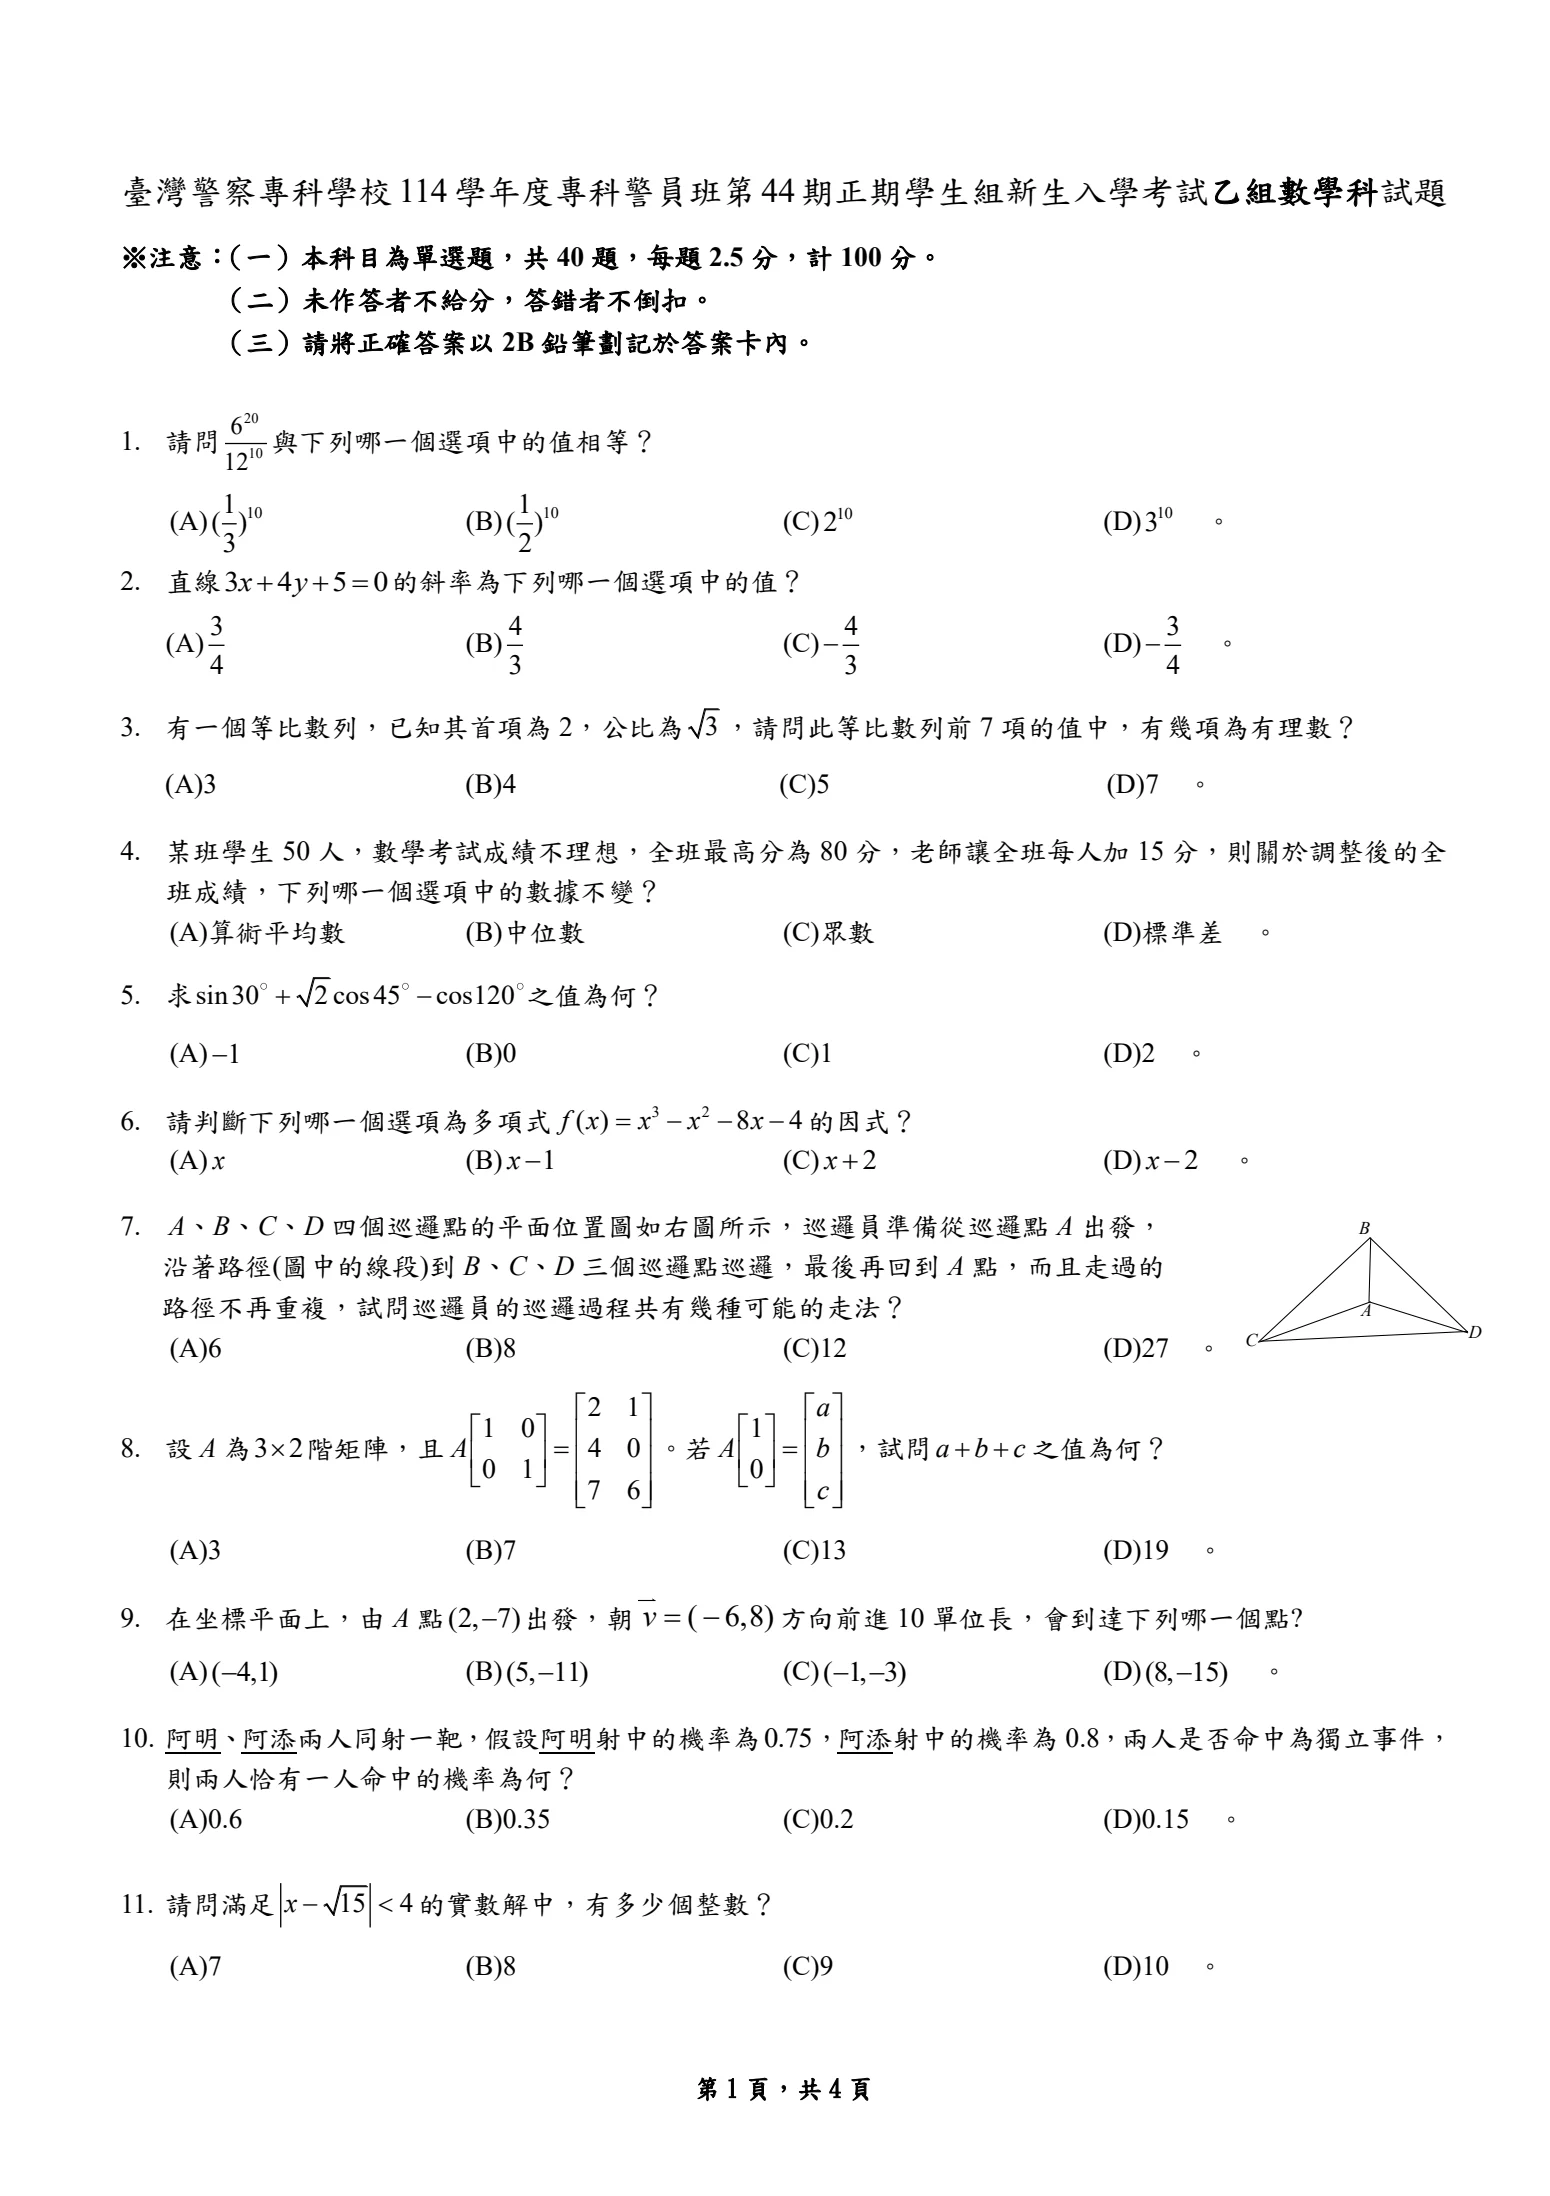 臺灣警察專科學校 114 學年度專科警員班第 44 期正期學生組新生入學考試乙組數學科試題
※注意：（一）本科目為單選題，共 40 題，每題 2.5 分，計 100 分。
（二）未作答者不給分，答錯者不倒扣。
（三）請將正確答案以 2B 鉛筆劃記於答案卡內。
1. 請問 6^20/12^10 與下列哪一個選項中的值相等？
(A)(1/3)^10 (B)(1/2)^10 (C)2^10 (D)3^10 。
2. 直線 3x+4y+5=0 的斜率為下列哪一個選項中的值？
(A)3/4 (B)4/3 (C)−4/3 (D)−3/4 。
3. 有一個等比數列，已知其首項為 2，公比為√3，請問此等比數列前 7 項的值中，有幾項為有理數？
(A)3 (B)4 (C)5 (D)7 。
4. 某班學生 50 人，數學考試成績不理想，全班最高分為 80 分，老師讓全班每人加 15 分，則關於調整後的全
班成績，下列哪一個選項中的數據不變？
(A)算術平均數 (B)中位數 (C)眾數 (D)標準差 。
5. 求 sin30°+√2cos45°−cos120° 之值為何？
(A)−1 (B)0 (C)1 (D)2 。
6. 請判斷下列哪一個選項為多項式 f(x)=x³−x²−8x−4 的因式？
(A)x (B)x−1 (C)x+2 (D)x−2 。
7. A、B、C、D 四個巡邏點的平面位置圖如右圖所示，巡邏員準備從巡邏點 A 出發，
沿著路徑(圖中的線段)到 B、C、D 三個巡邏點巡邏，最後再回到 A 點，而且走過的
路徑不再重複，試問巡邏員的巡邏過程共有幾種可能的走法？
(A)6 (B)8 (C)12 (D)27 。
B
A
C
D
8. 設 A 為 3×2 階矩陣，且 A[1 0; 0 1]=[2 1; 4 0; 7 6]。若 A[1; 0]=[a; b; c]，試問 a+b+c 之值為何？
(A)3 (B)7 (C)13 (D)19 。
9. 在坐標平面上，由 A 點(2,−7)出發，朝 v⃗=(−6,8) 方向前進 10 單位長，會到達下列哪一個點?
(A)(−4,1) (B)(5,−11) (C)(−1,−3) (D)(8,−15) 。
10. 阿明、阿添兩人同射一靶，假設阿明射中的機率為 0.75，阿添射中的機率為 0.8，兩人是否命中為獨立事件，
則兩人恰有一人命中的機率為何？
(A)0.6 (B)0.35 (C)0.2 (D)0.15 。
11. 請問滿足 |x−√15|<4 的實數解中，有多少個整數？
(A)7 (B)8 (C)9 (D)10 。
第 1 頁，共 4 頁